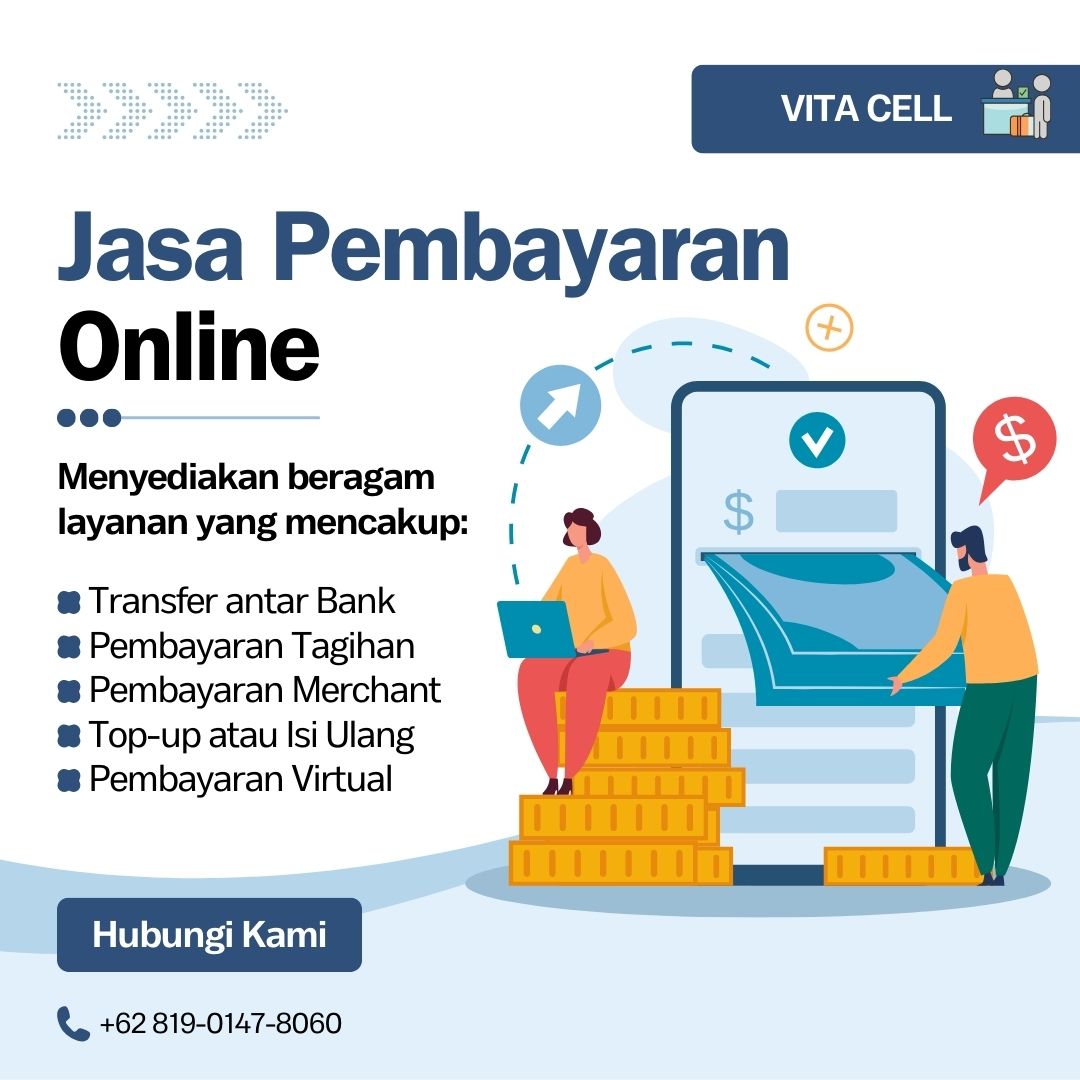 VITA CELL
Jasa Pembayaran
Online
Menyediakan beragam
layanan yang mencakup:
Transfer antar Bank
Pembayaran Tagihan
Pembayaran Merchant
Top-up atau Isi Ulang
Pembayaran Virtual
$
$
Hubungi Kami
+62 819-0147-8060